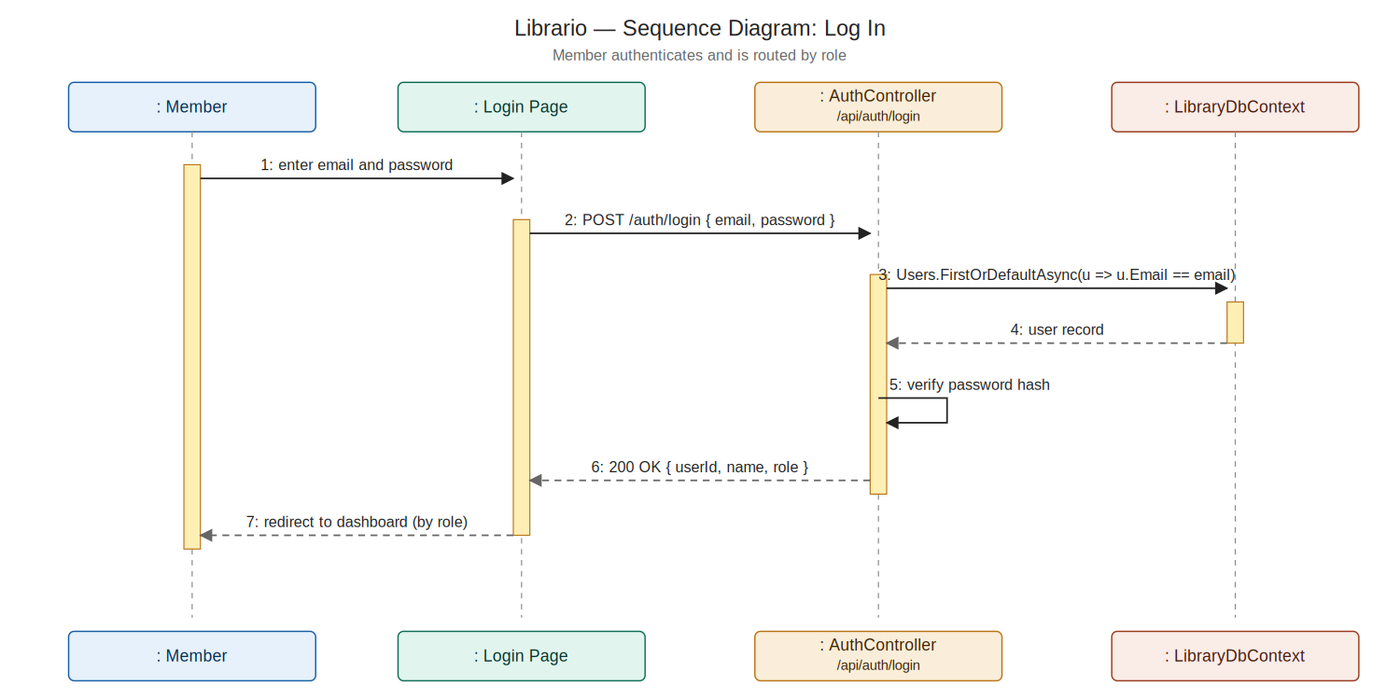 Librario — Sequence Diagram: Log In
Member authenticates and is routed by role
: Member
: Login Page
: AuthController
/api/auth/login
: LibraryDbContext
1: enter email and password
2: POST /auth/login { email, password }
3: Users.FirstOrDefaultAsync(u => u.Email == email)
4: user record
5: verify password hash
6: 200 OK { userId, name, role }
7: redirect to dashboard (by role)
: Member
: Login Page
: AuthController
/api/auth/login
: LibraryDbContext